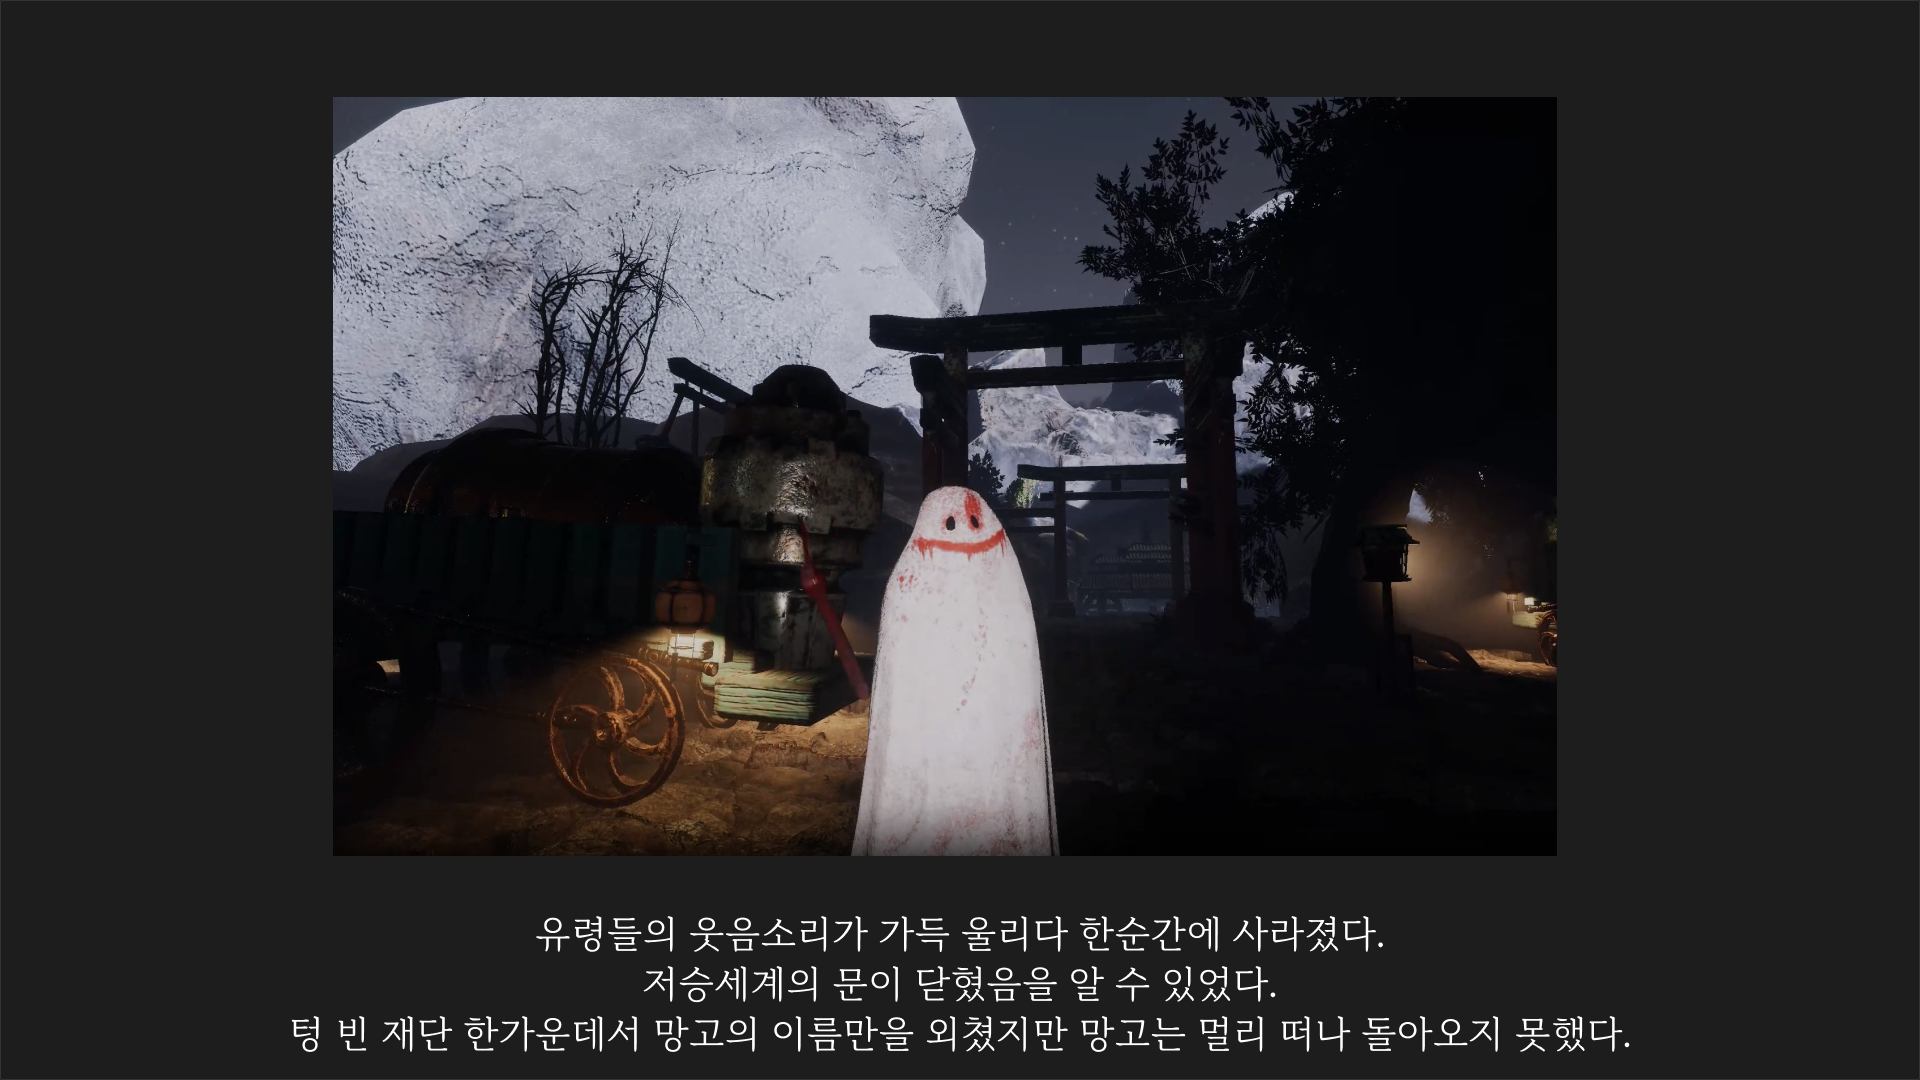 유령들의 웃음소리가 가득 울리다 한순간에 사라졌다.
저승세계의 문이 닫혔음을 알 수 있었다.
텅 빈 재단 한가운데서 망고의 이름만을 외쳤지만 망고는 멀리 떠나 돌아오지 못했다.